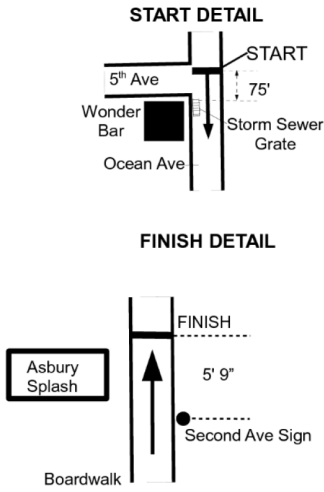 START DETAIL
START
5th Ave
75'
Wonder
Bar
Storm Sewer
Grate
Ocean Ave
FINISH DETAIL
FINISH
Asbury
Splash
5' 9”
Second Ave Sign
Boardwalk